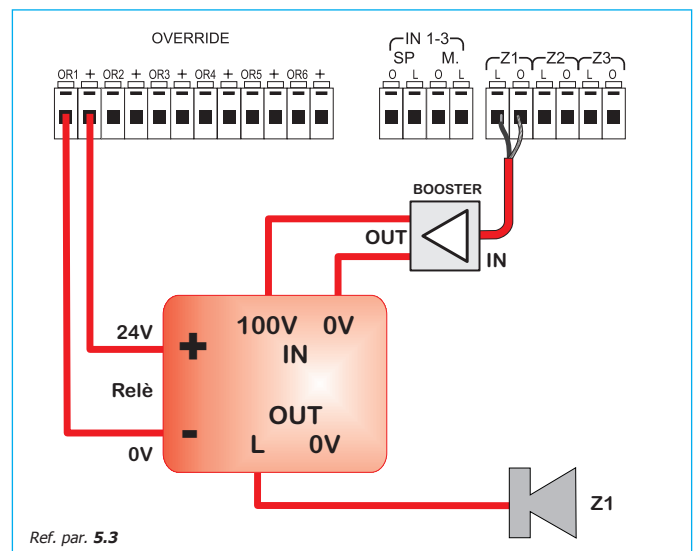 OVERRIDE
IN 1-3
SP M.
Z1 Z2 Z3
OR1 + OR2 + OR3 + OR4 + OR5 + OR6 +
O L O L
L O L O L O
BOOSTER
OUT
IN
24V
100V 0V
+
IN
Relè
OUT
-
L 0V
0V
Z1
Ref. par. 5.3